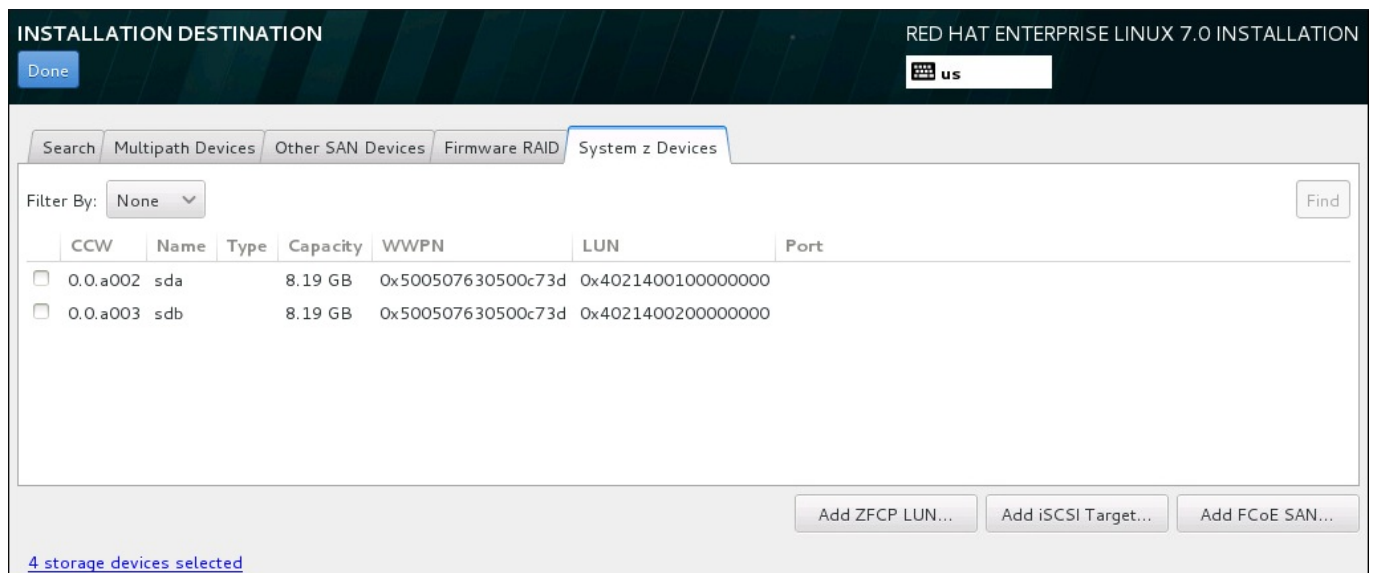 INSTALLATION DESTINATION
RED HAT ENTERPRISE LINUX 7.0 INSTALLATION
Done
us
Search Multipath Devices Other SAN Devices Firmware RAID System z Devices
Filter By: None Find
CCW Name Type Capacity WWPN LUN Port
0.0.a002 sda 8.19 GB 0x500507630500c73d 0x4021400100000000
0.0.a003 sdb 8.19 GB 0x500507630500c73d 0x4021400200000000
Add ZFCP LUN... Add iSCSI Target... Add FCoE SAN...
4 storage devices selected